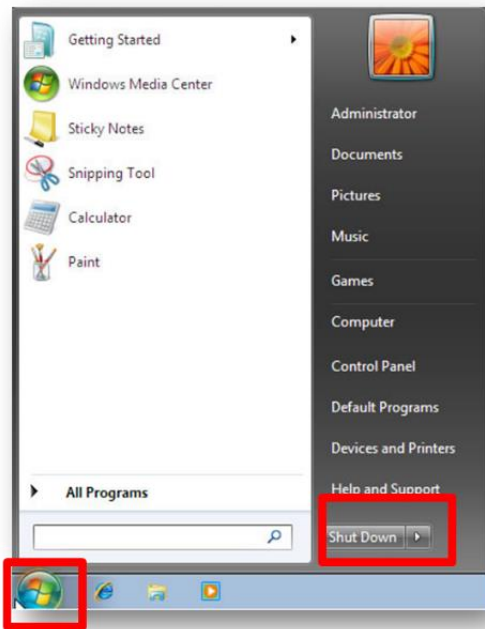 Getting Started
Windows Media Center
Sticky Notes
Snipping Tool
Calculator
Paint
All Programs
Administrator
Documents
Pictures
Music
Games
Computer
Control Panel
Default Programs
Devices and Printers
Help and Support
Shut Down